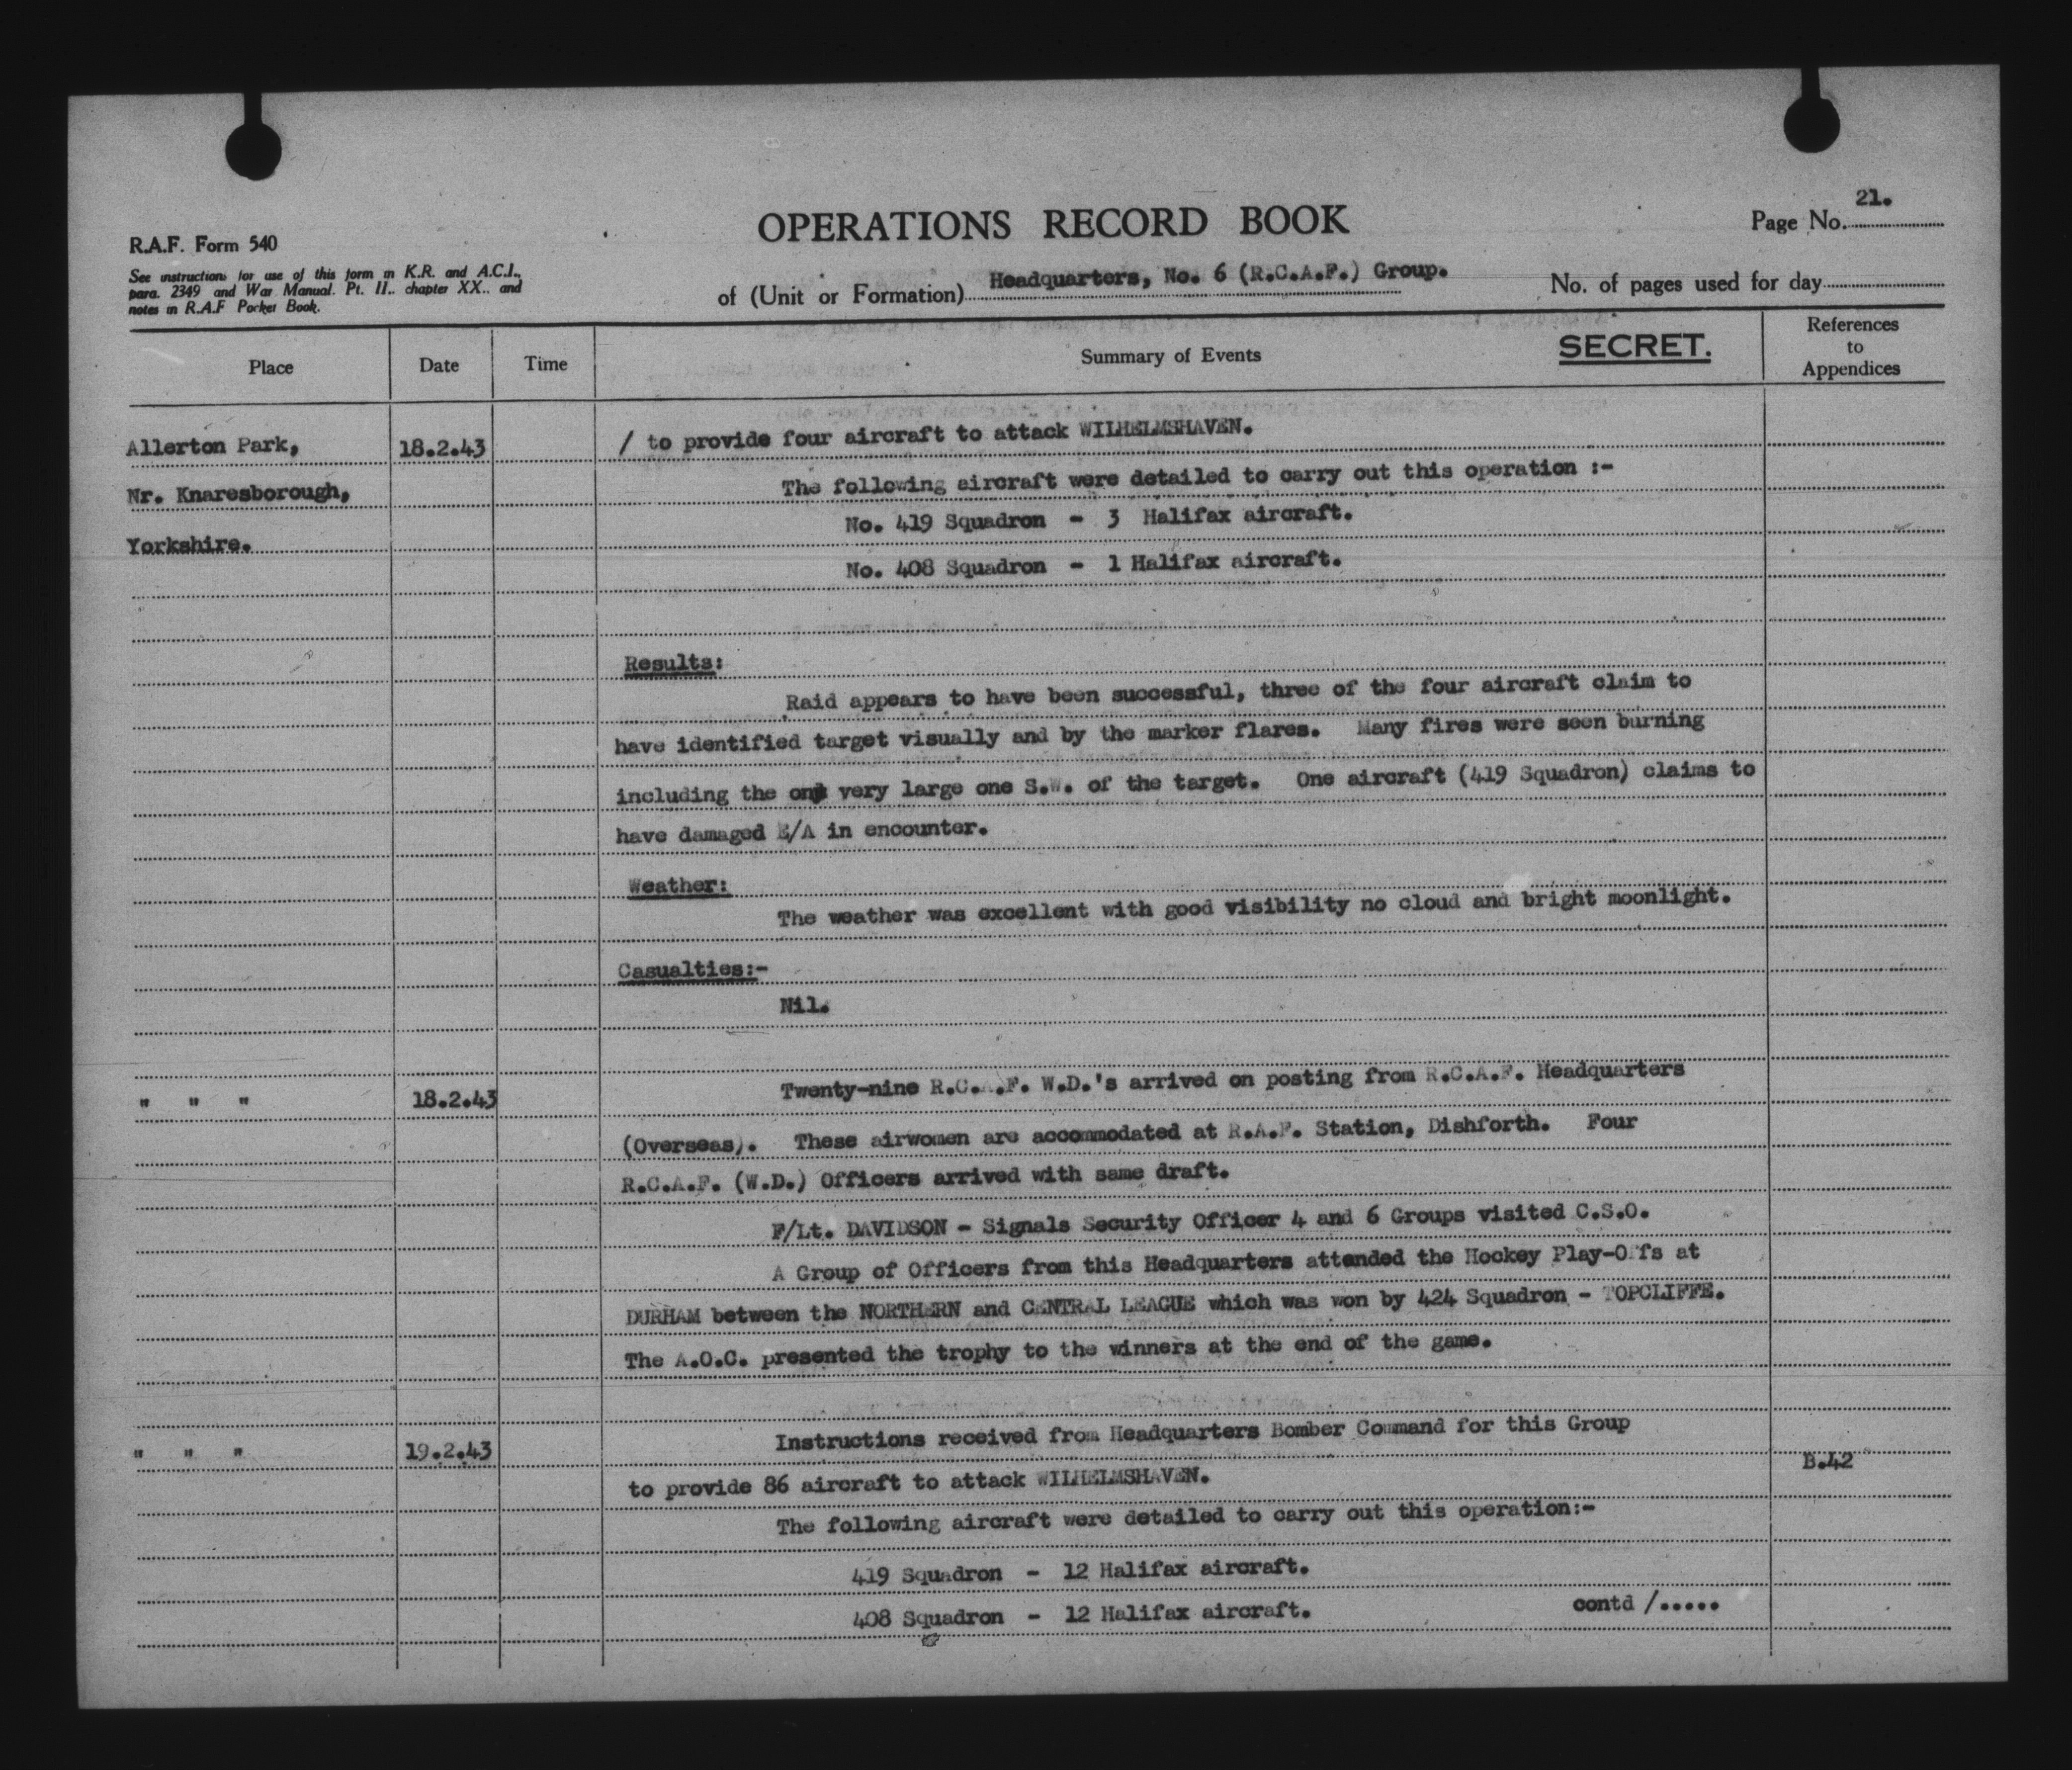 21.
OPERATIONS RECORD BOOK
Page No.
R.A.F. Form 540
See instructions for use of this form in K.R. and A.C.I.,
para. 2349 and War Manual. Pt. II.. chapter XX.. and
notes in R.A.F Pocket Book.
of (Unit or Formation) Headquarters, No. 6 (R.C.A.F.) Group.
No. of pages used for day
Place Date Time Summary of Events SECRET. References to Appendices
Allerton Park, 18.2.43 / to provide four aircraft to attack WILHELMSHAVEN.
Nr. Knaresborough, The following aircraft were detailed to carry out this operation :-
No. 419 Squadron - 3 Halifax aircraft.
Yorkshire.
No. 408 Squadron - 1 Halifax aircraft.
Results:
Raid appears to have been successful, three of the four aircraft claim to
have identified target visually and by the marker flares. Many fires were seen burning
including the one very large one S.W. of the target. One aircraft (419 Squadron) claims to
have damaged E/A in encounter.
Weather:
The weather was excellent with good visibility no cloud and bright moonlight.
Casualties:-
Nil.
" " " 18.2.43 Twenty-nine R.C.A.F. W.D.'s arrived on posting from R.C.A.F. Headquarters
(Overseas). These airwomen are accommodated at R.A.F. Station, Dishforth. Four
R.C.A.F. (W.D.) Officers arrived with same draft.
F/Lt. DAVIDSON - Signals Security Officer 4 and 6 Groups visited C.S.O.
A Group of Officers from this Headquarters attended the Hockey Play-Offs at
DURHAM between the NORTHERN and CENTRAL LEAGUE which was won by 424 Squadron - TOPCLIFFE.
The A.O.C. presented the trophy to the winners at the end of the game.
" " " 19.2.43 Instructions received from Headquarters Bomber Command for this Group
B.42
to provide 86 aircraft to attack WILHELMSHAVEN.
The following aircraft were detailed to carry out this operation:-
419 Squadron - 12 Halifax aircraft.
408 Squadron - 12 Halifax aircraft. contd /.....